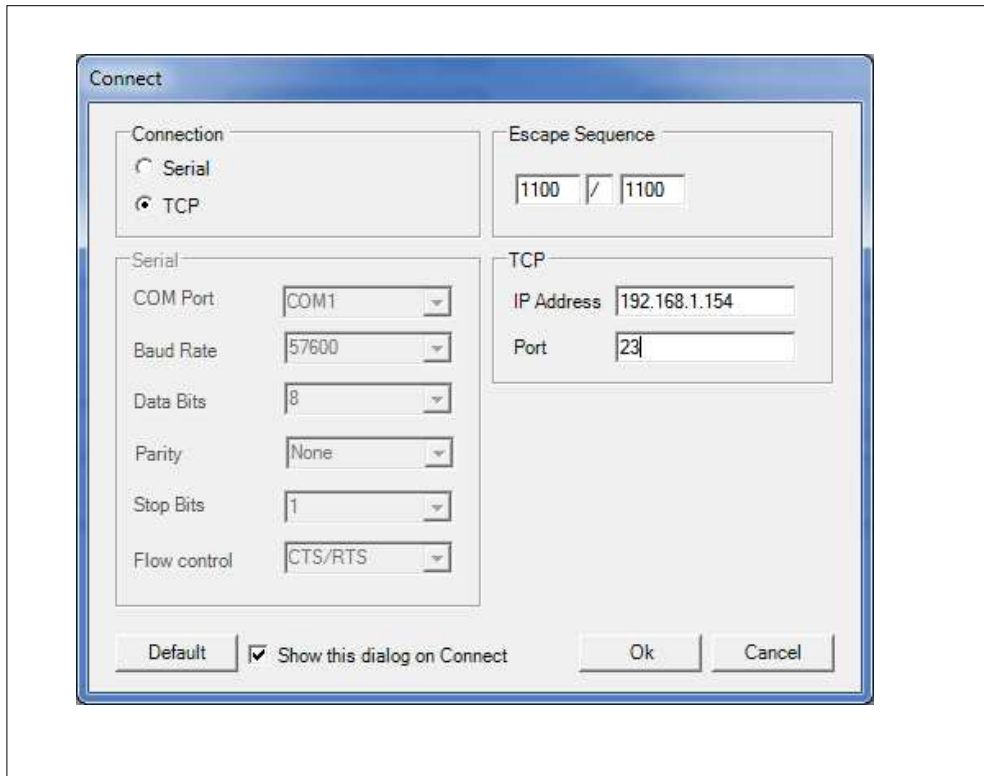 Connect
Connection
Serial
TCP
Escape Sequence
1100 / 1100
Serial
COM Port COM1
Baud Rate 57600
Data Bits 8
Parity None
Stop Bits 1
Flow control CTS/RTS
TCP
IP Address 192.168.1.154
Port 23
Default Show this dialog on Connect Ok Cancel